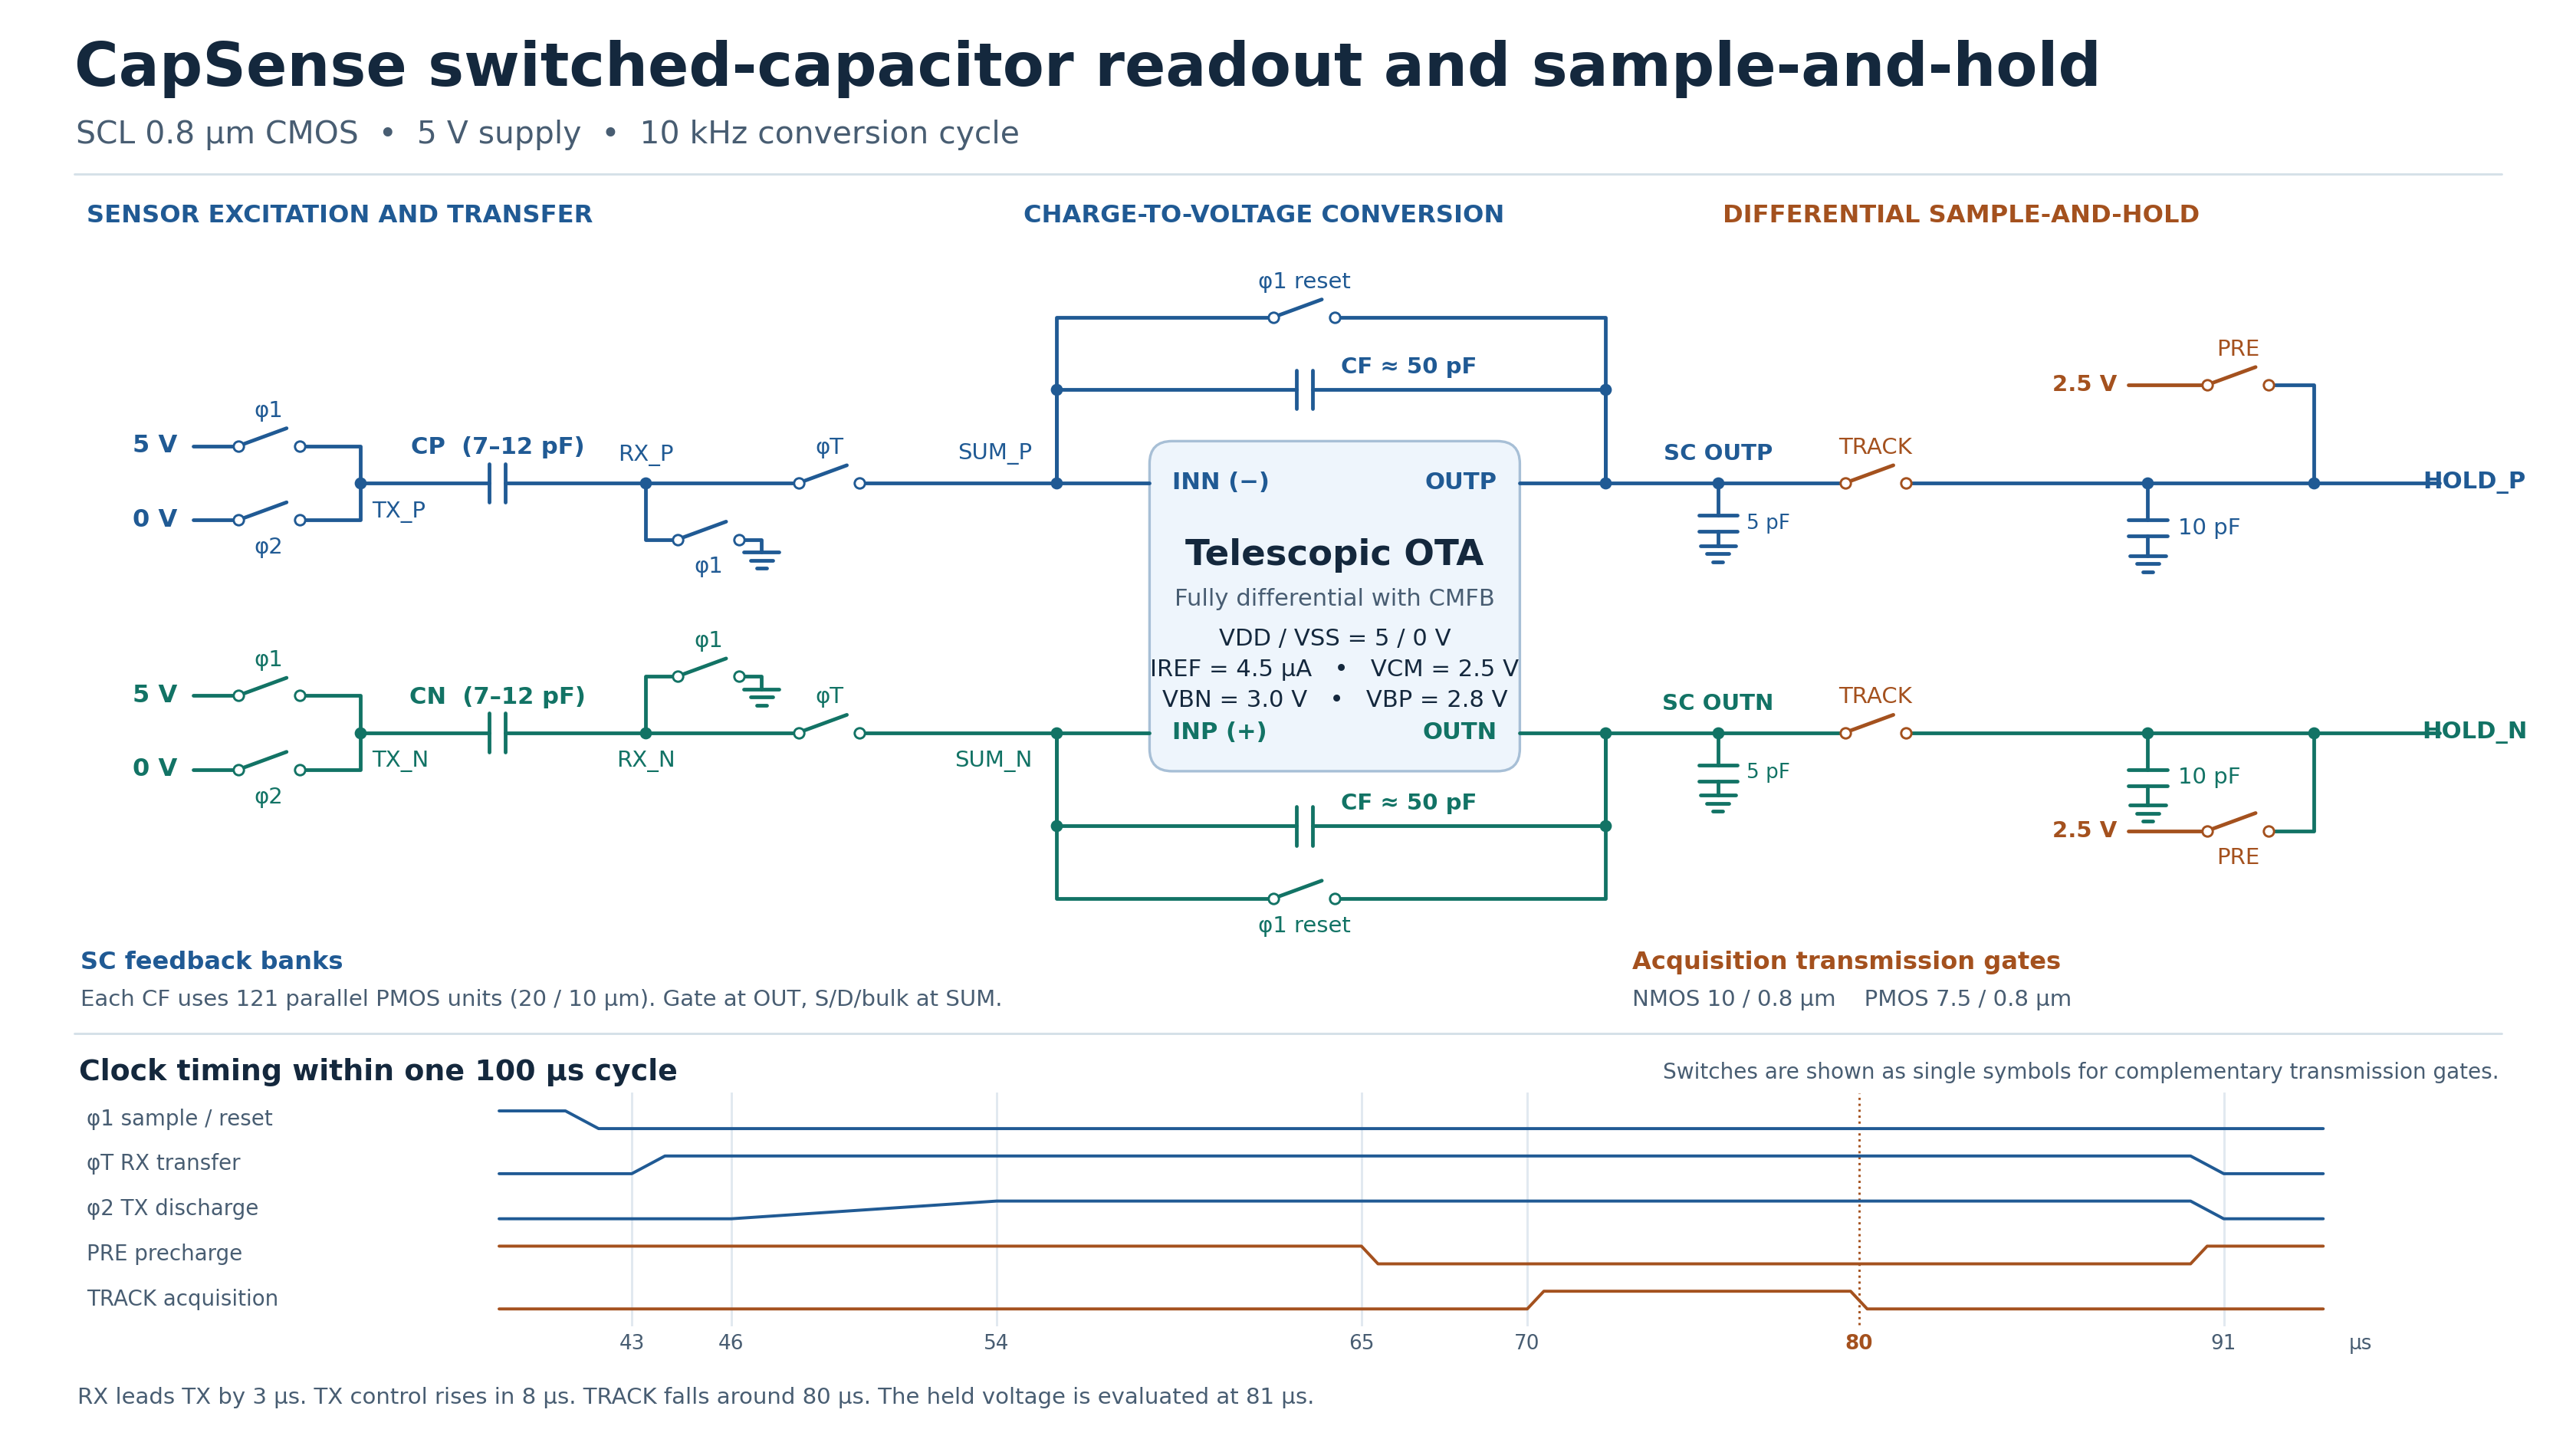 CapSense switched-capacitor readout and sample-and-hold
SCL 0.8 µm CMOS • 5 V supply • 10 kHz conversion cycle
SENSOR EXCITATION AND TRANSFER
CHARGE-TO-VOLTAGE CONVERSION
DIFFERENTIAL SAMPLE-AND-HOLD
φ1 reset
CF ≈ 50 pF
PRE
2.5 V
φ1
5 V
CP (7–12 pF)
RX_P
φT
SUM_P
SC OUTP
TRACK
INN (−)
OUTP
HOLD_P
0 V
TX_P
φ2
φ1
5 pF
10 pF
Telescopic OTA
Fully differential with CMFB
VDD / VSS = 5 / 0 V
IREF = 4.5 µA • VCM = 2.5 V
VBN = 3.0 V • VBP = 2.8 V
INP (+)
OUTN
φ1
φ1
5 V
CN (7–12 pF)
φT
SC OUTN
TRACK
HOLD_N
0 V
TX_N
RX_N
SUM_N
φ2
5 pF
10 pF
CF ≈ 50 pF
2.5 V
PRE
φ1 reset
SC feedback banks
Each CF uses 121 parallel PMOS units (20 / 10 µm). Gate at OUT, S/D/bulk at SUM.
Acquisition transmission gates
NMOS 10 / 0.8 µm PMOS 7.5 / 0.8 µm
Clock timing within one 100 µs cycle
Switches are shown as single symbols for complementary transmission gates.
φ1 sample / reset
φT RX transfer
φ2 TX discharge
PRE precharge
TRACK acquisition
43 46 54 65 70 80 91 µs
RX leads TX by 3 µs. TX control rises in 8 µs. TRACK falls around 80 µs. The held voltage is evaluated at 81 µs.